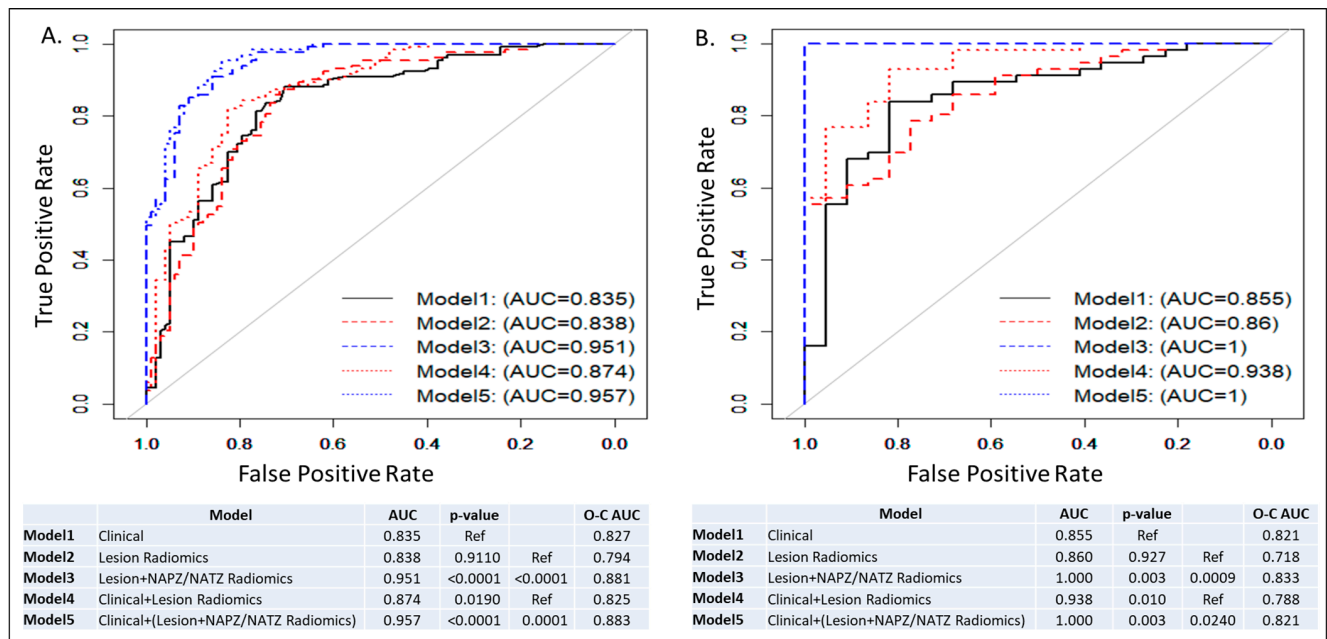 A.
True Positive Rate
1.0
0.8
0.6
0.4
0.2
0.0
Model1: (AUC=0.835)
Model2: (AUC=0.838)
Model3: (AUC=0.951)
Model4: (AUC=0.874)
Model5: (AUC=0.957)
1.0 0.8 0.6 0.4 0.2 0.0
False Positive Rate
Model AUC p-value O-C AUC
Model1 Clinical 0.835 Ref 0.827
Model2 Lesion Radiomics 0.838 0.9110 Ref 0.794
Model3 Lesion+NAPZ/NATZ Radiomics 0.951 <0.0001 <0.0001 0.881
Model4 Clinical+Lesion Radiomics 0.874 0.0190 Ref 0.825
Model5 Clinical+(Lesion+NAPZ/NATZ Radiomics) 0.957 <0.0001 0.0001 0.883
B.
True Positive Rate
1.0
0.8
0.6
0.4
0.2
0.0
Model1: (AUC=0.855)
Model2: (AUC=0.86)
Model3: (AUC=1)
Model4: (AUC=0.938)
Model5: (AUC=1)
1.0 0.8 0.6 0.4 0.2 0.0
False Positive Rate
Model AUC p-value O-C AUC
Model1 Clinical 0.855 Ref 0.821
Model2 Lesion Radiomics 0.860 0.927 Ref 0.718
Model3 Lesion+NAPZ/NATZ Radiomics 1.000 0.003 0.0009 0.833
Model4 Clinical+Lesion Radiomics 0.938 0.010 Ref 0.788
Model5 Clinical+(Lesion+NAPZ/NATZ Radiomics) 1.000 0.003 0.0240 0.821